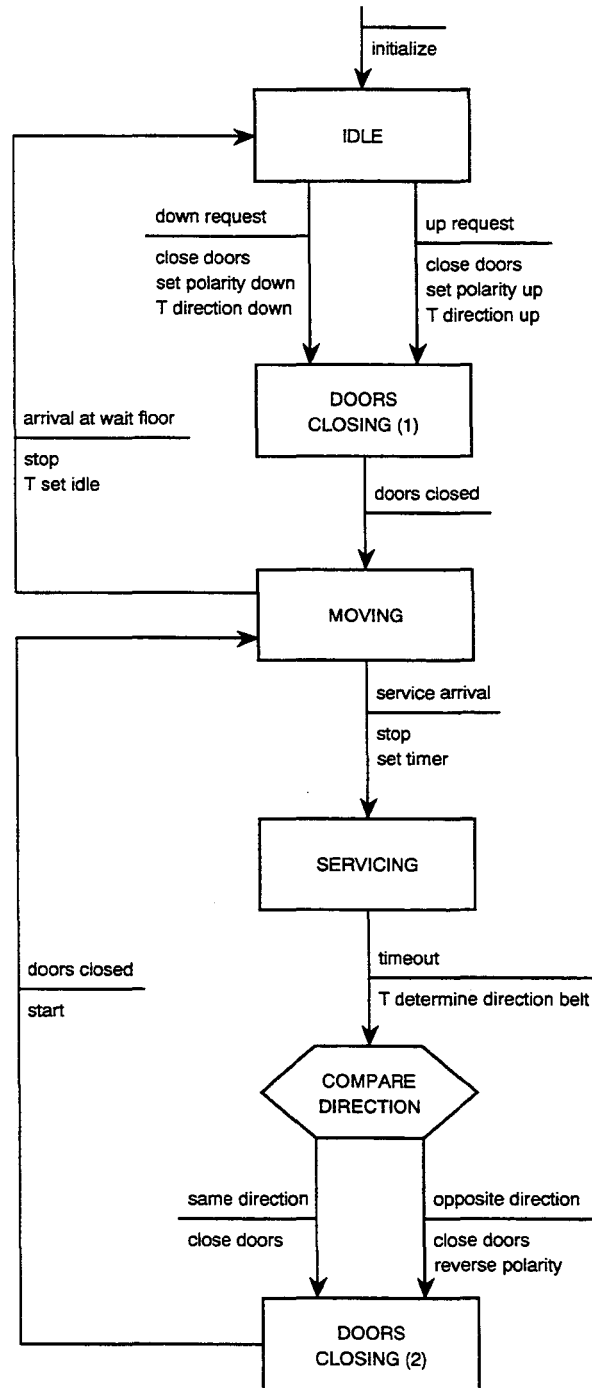 initialize
IDLE
down request
close doors
set polarity down
T direction down
up request
close doors
set polarity up
T direction up
DOORS
CLOSING (1)
arrival at wait floor
stop
T set idle
doors closed
MOVING
service arrival
stop
set timer
SERVICING
timeout
T determine direction belt
doors closed
start
COMPARE
DIRECTION
same direction
close doors
opposite direction
close doors
reverse polarity
DOORS
CLOSING (2)